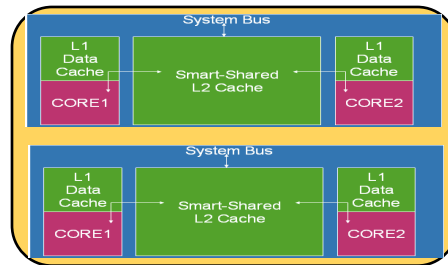 System Bus
L1
Data
Cache
CORE1
Smart-Shared
L2 Cache
L1
Data
Cache
CORE2
System Bus
L1
Data
Cache
CORE1
Smart-Shared
L2 Cache
L1
Data
Cache
CORE2